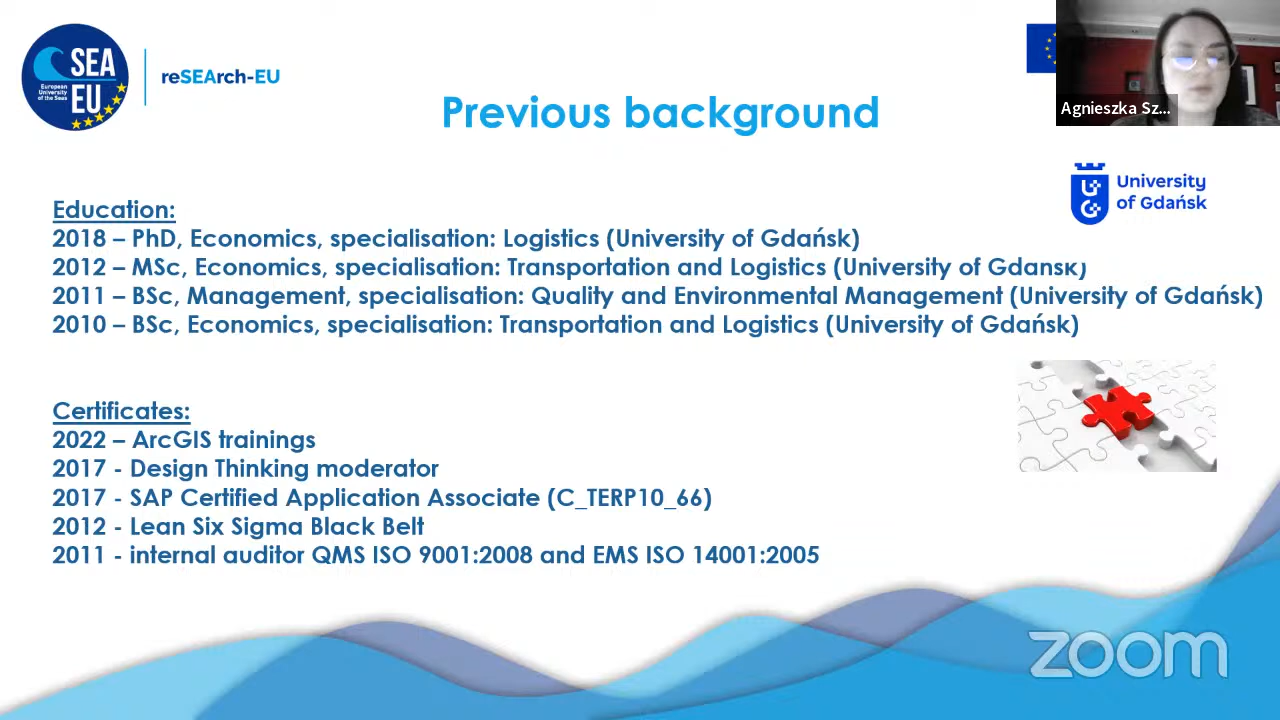 SEA
European
University
of the Seas
EU
reSEArch-EU
Previous background
Agnieszka Sz...
University
of Gdańsk
Education:
2018 – PhD, Economics, specialisation: Logistics (University of Gdańsk)
2012 – MSc, Economics, specialisation: Transportation and Logistics (University of Gdańsk)
2011 – BSc, Management, specialisation: Quality and Environmental Management (University of Gdańsk)
2010 – BSc, Economics, specialisation: Transportation and Logistics (University of Gdańsk)
Certificates:
2022 – ArcGIS trainings
2017 - Design Thinking moderator
2017 - SAP Certified Application Associate (C_TERP10_66)
2012 - Lean Six Sigma Black Belt
2011 - internal auditor QMS ISO 9001:2008 and EMS ISO 14001:2005
zoom